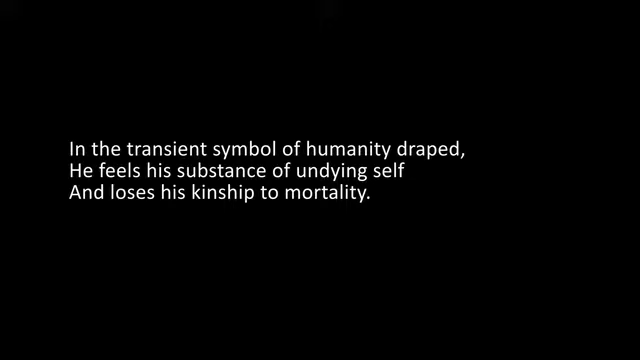 In the transient symbol of humanity draped,
He feels his substance of undying self
And loses his kinship to mortality.